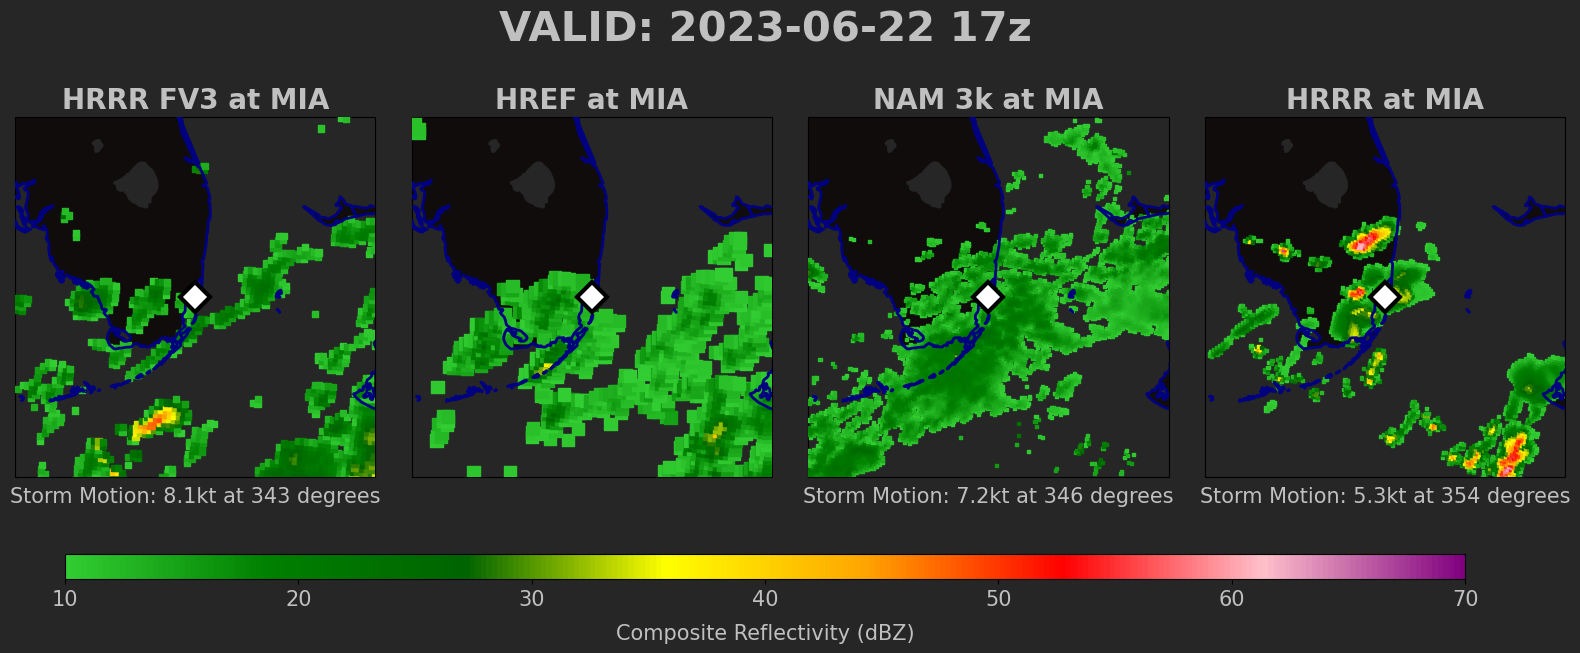 VALID: 2023-06-22 17z
HRRR FV3 at MIA
HREF at MIA
NAM 3k at MIA
HRRR at MIA
Storm Motion: 8.1kt at 343 degrees
Storm Motion: 7.2kt at 346 degrees
Storm Motion: 5.3kt at 354 degrees
10 20 30 40 50 60 70
Composite Reflectivity (dBZ)